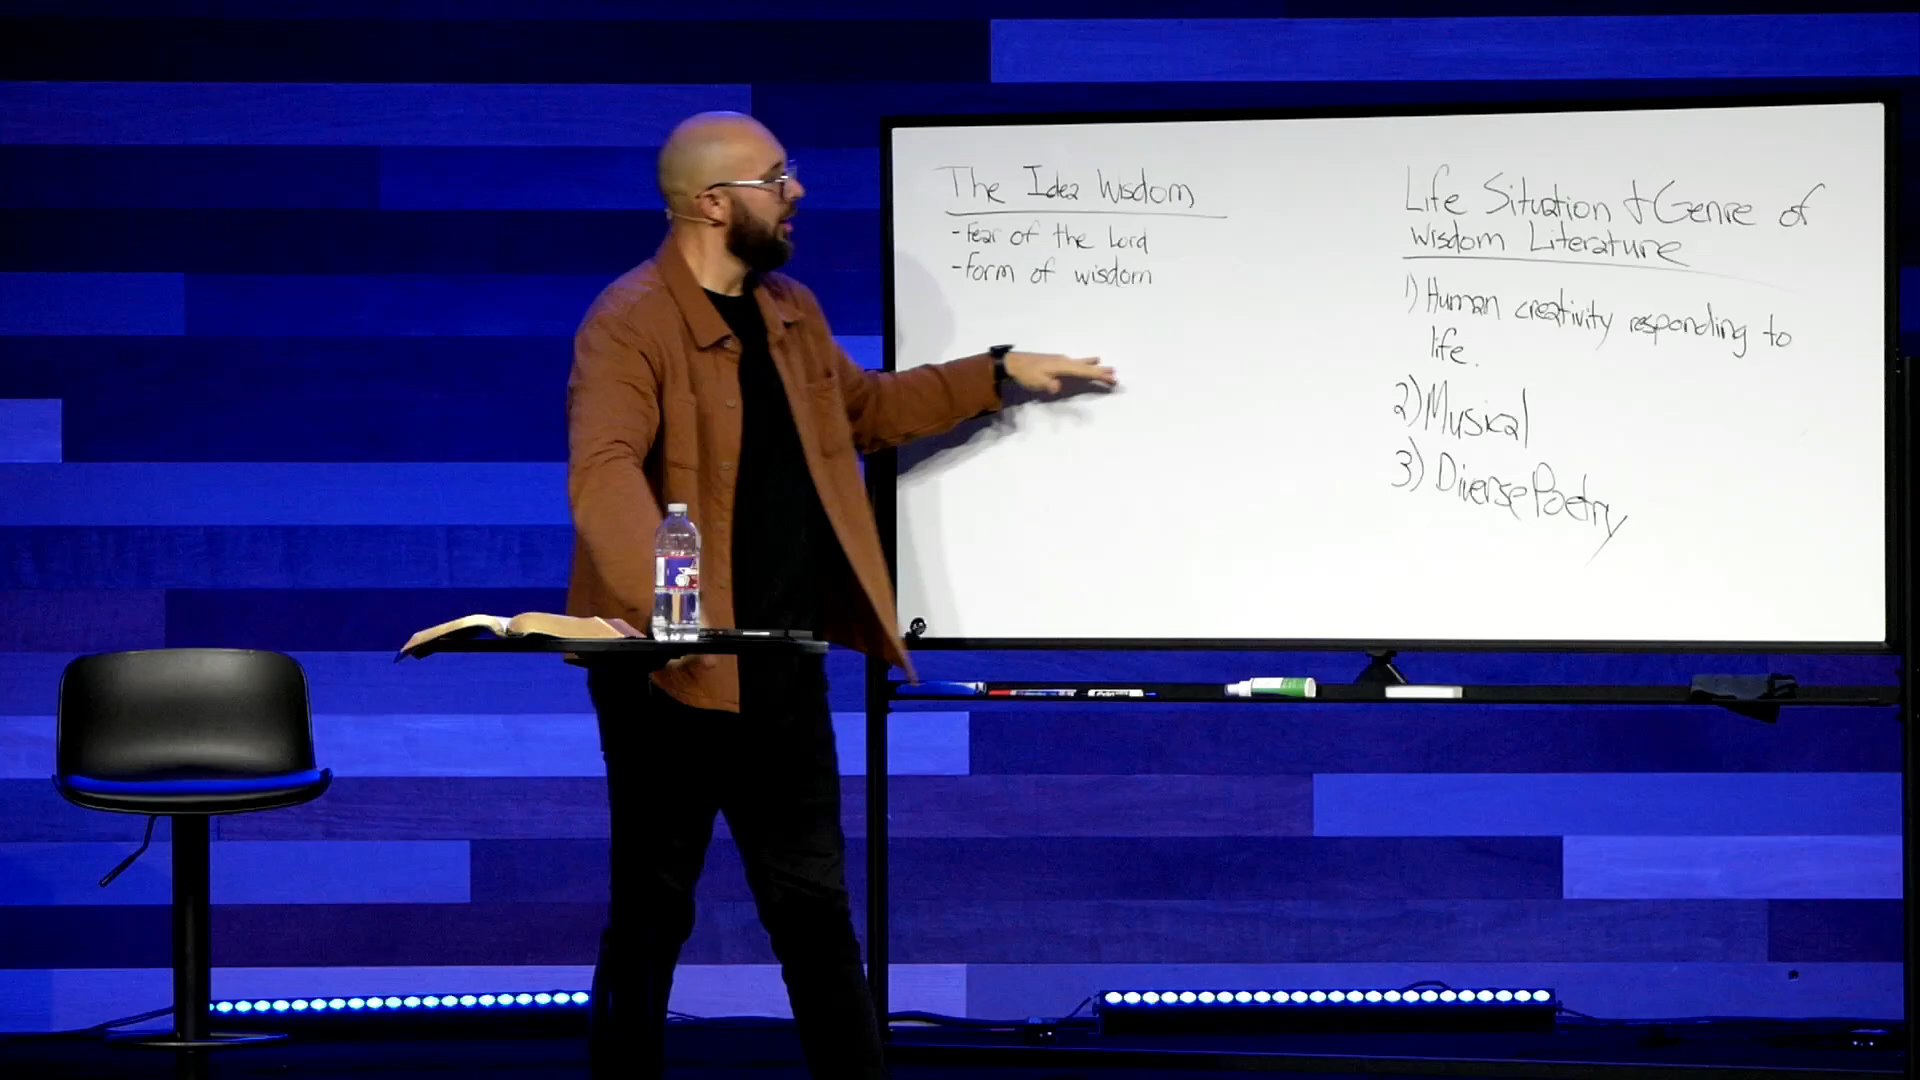 The Idea Wisdom
-fear of the Lord
-form of wisdom
Life Situation & Genre of
Wisdom Literature
1) Human creativity responding to
life.
2) Musical
3) Diverse Poetry